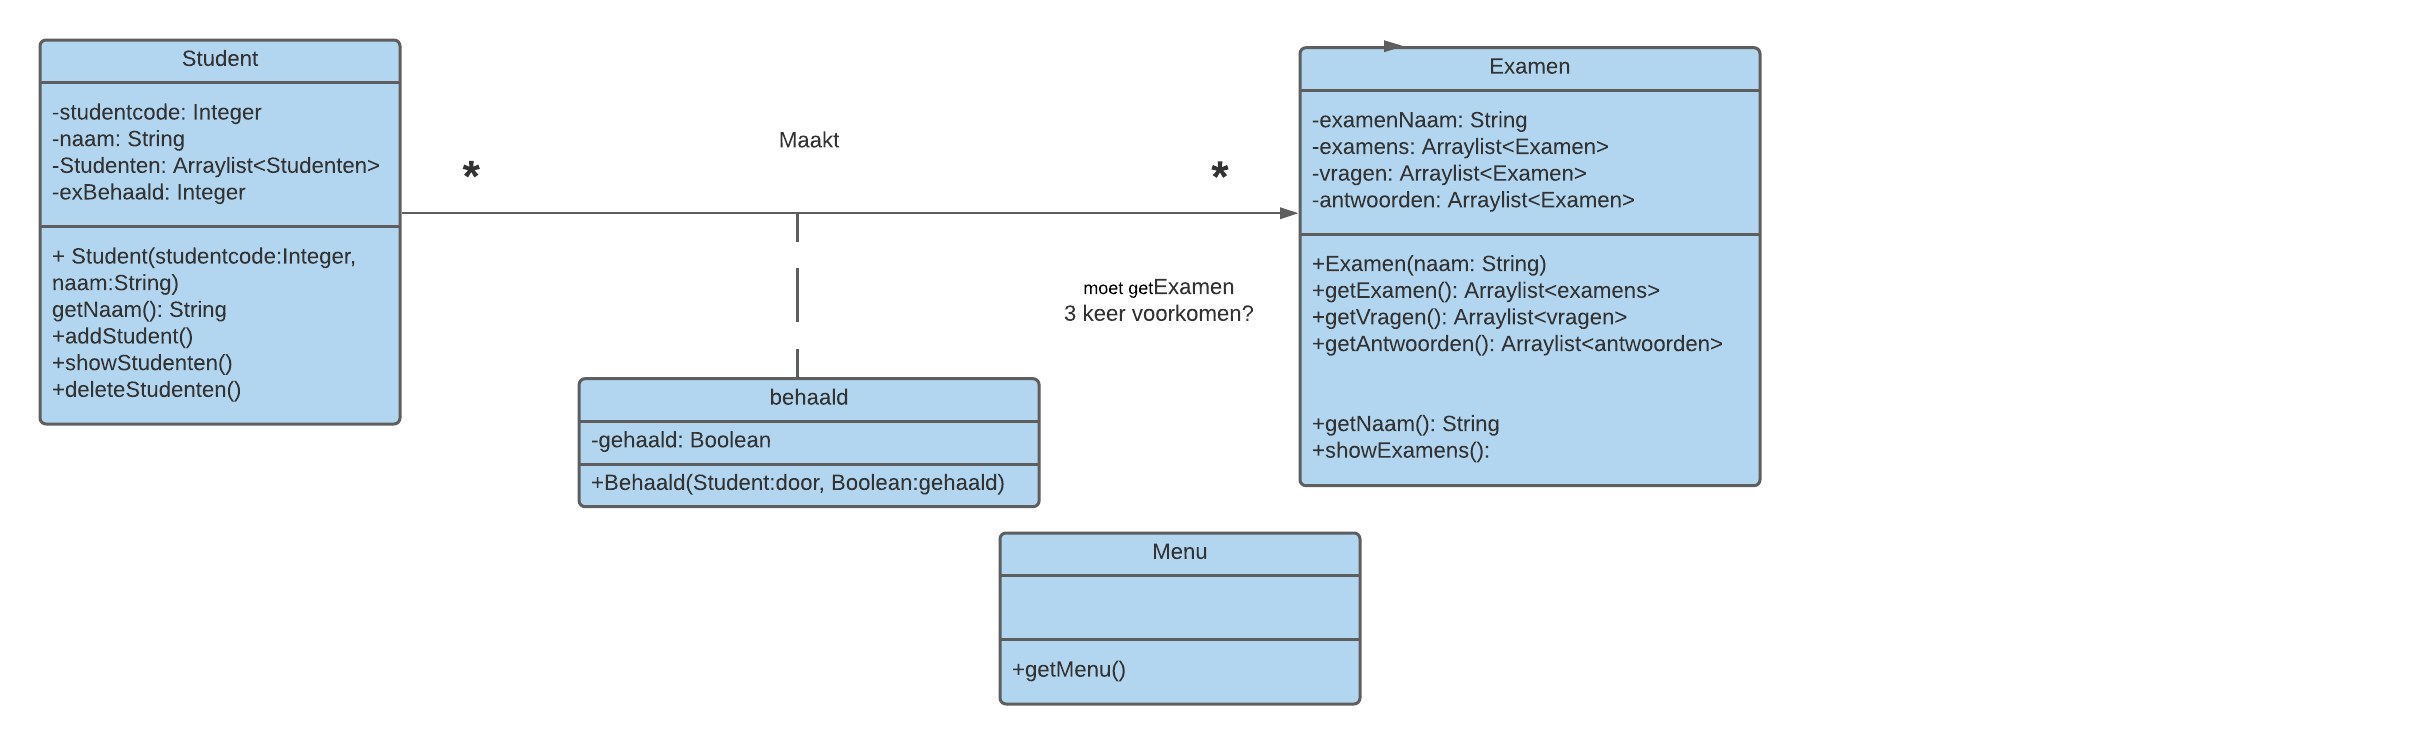 Student
-studentcode: Integer
-naam: String
-Studenten: Arraylist<Studenten>
-exBehaald: Integer
+ Student(studentcode:Integer,
naam:String)
getNaam(): String
+addStudent()
+showStudenten()
+deleteStudenten()
*
Maakt
*
moet getExamen
3 keer voorkomen?
behaald
-gehaald: Boolean
+Behaald(Student:door, Boolean:gehaald)
Examen
-examenNaam: String
-examens: Arraylist<Examen>
-vragen: Arraylist<Examen>
-antwoorden: Arraylist<Examen>
+Examen(naam: String)
+getExamen(): Arraylist<examens>
+getVragen(): Arraylist<vragen>
+getAntwoorden(): Arraylist<antwoorden>
+getNaam(): String
+showExamens():
Menu
+getMenu()